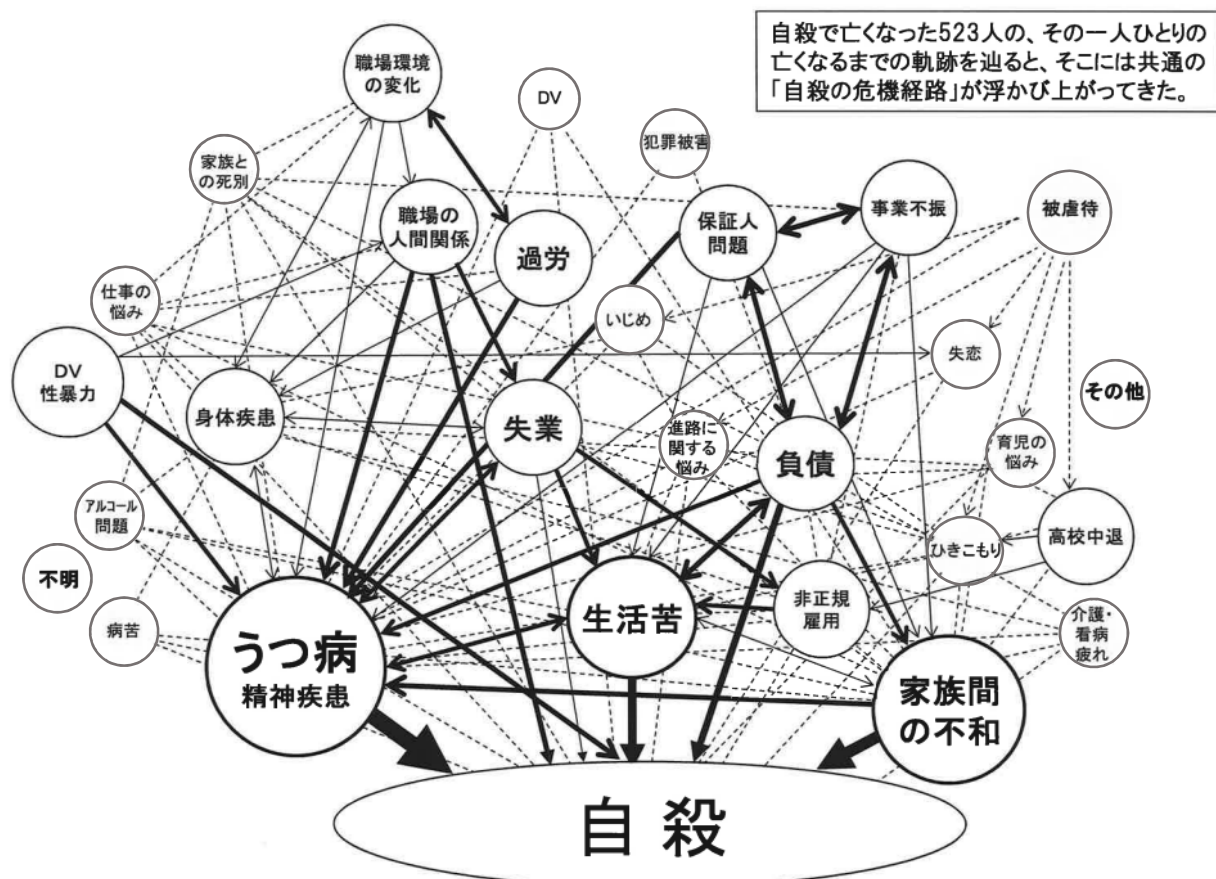 自殺で亡くなった523人の、その一人ひとりの
亡くなるまでの軌跡を辿ると、そこには共通の
「自殺の危機経路」が浮かび上がってきた。
職場環境
の変化
DV
犯罪被害
家族と
の死別
職場の
人間関係
過労
保証人
問題
事業不振
被虐待
仕事の
悩み
いじめ
失恋
DV
性暴力
その他
身体疾患
失業
進路に
関する
悩み
負債
育児の
悩み
アルコール
問題
ひきこもり
高校中退
不明
病苦
うつ病
精神疾患
生活苦
非正規
雇用
介護・
看病
疲れ
家族間
の不和
自殺